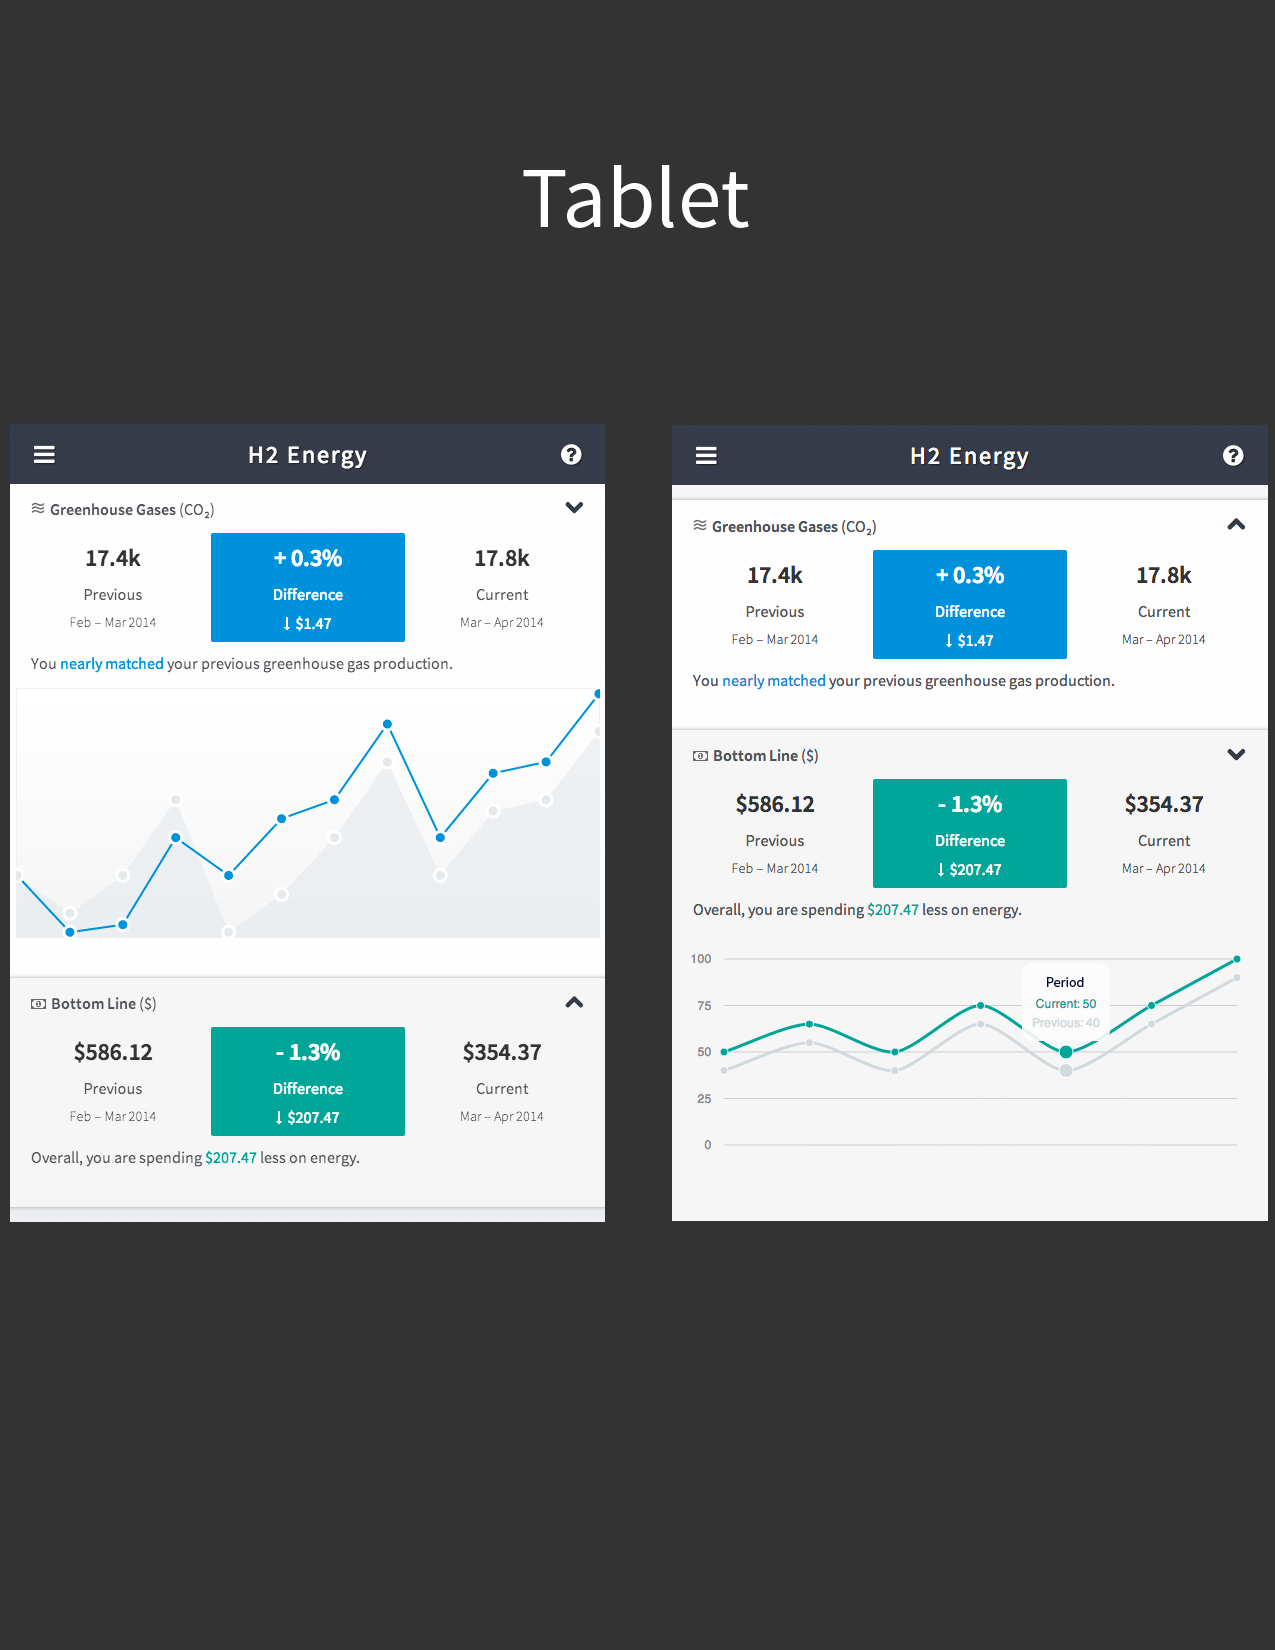 Tablet
H2 Energy
Greenhouse Gases (CO₂)
17.4k
Previous
Feb – Mar 2014
+ 0.3%
Difference
↓ $1.47
17.8k
Current
Mar – Apr 2014
You nearly matched your previous greenhouse gas production.
Bottom Line ($)
$586.12
Previous
Feb – Mar 2014
- 1.3%
Difference
↓ $207.47
$354.37
Current
Mar – Apr 2014
Overall, you are spending $207.47 less on energy.
H2 Energy
Greenhouse Gases (CO₂)
17.4k
Previous
Feb – Mar 2014
+ 0.3%
Difference
↓ $1.47
17.8k
Current
Mar – Apr 2014
You nearly matched your previous greenhouse gas production.
Bottom Line ($)
$586.12
Previous
Feb – Mar 2014
- 1.3%
Difference
↓ $207.47
$354.37
Current
Mar – Apr 2014
Overall, you are spending $207.47 less on energy.
100
75
50
25
0
Period
Current: 50
Previous: 40